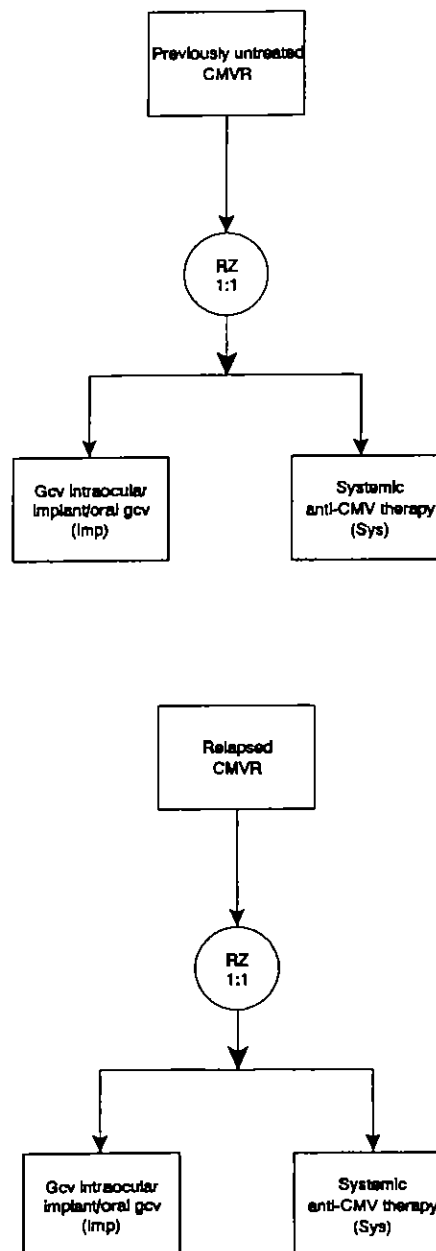 Previously untreated
CMVR
RZ
1:1
Gcv intraocular
implant/oral gcv
(Imp)
Systemic
anti-CMV therapy
(Sys)
Relapsed
CMVR
RZ
1:1
Gcv intraocular
implant/oral gcv
(Imp)
Systemic
anti-CMV therapy
(Sys)